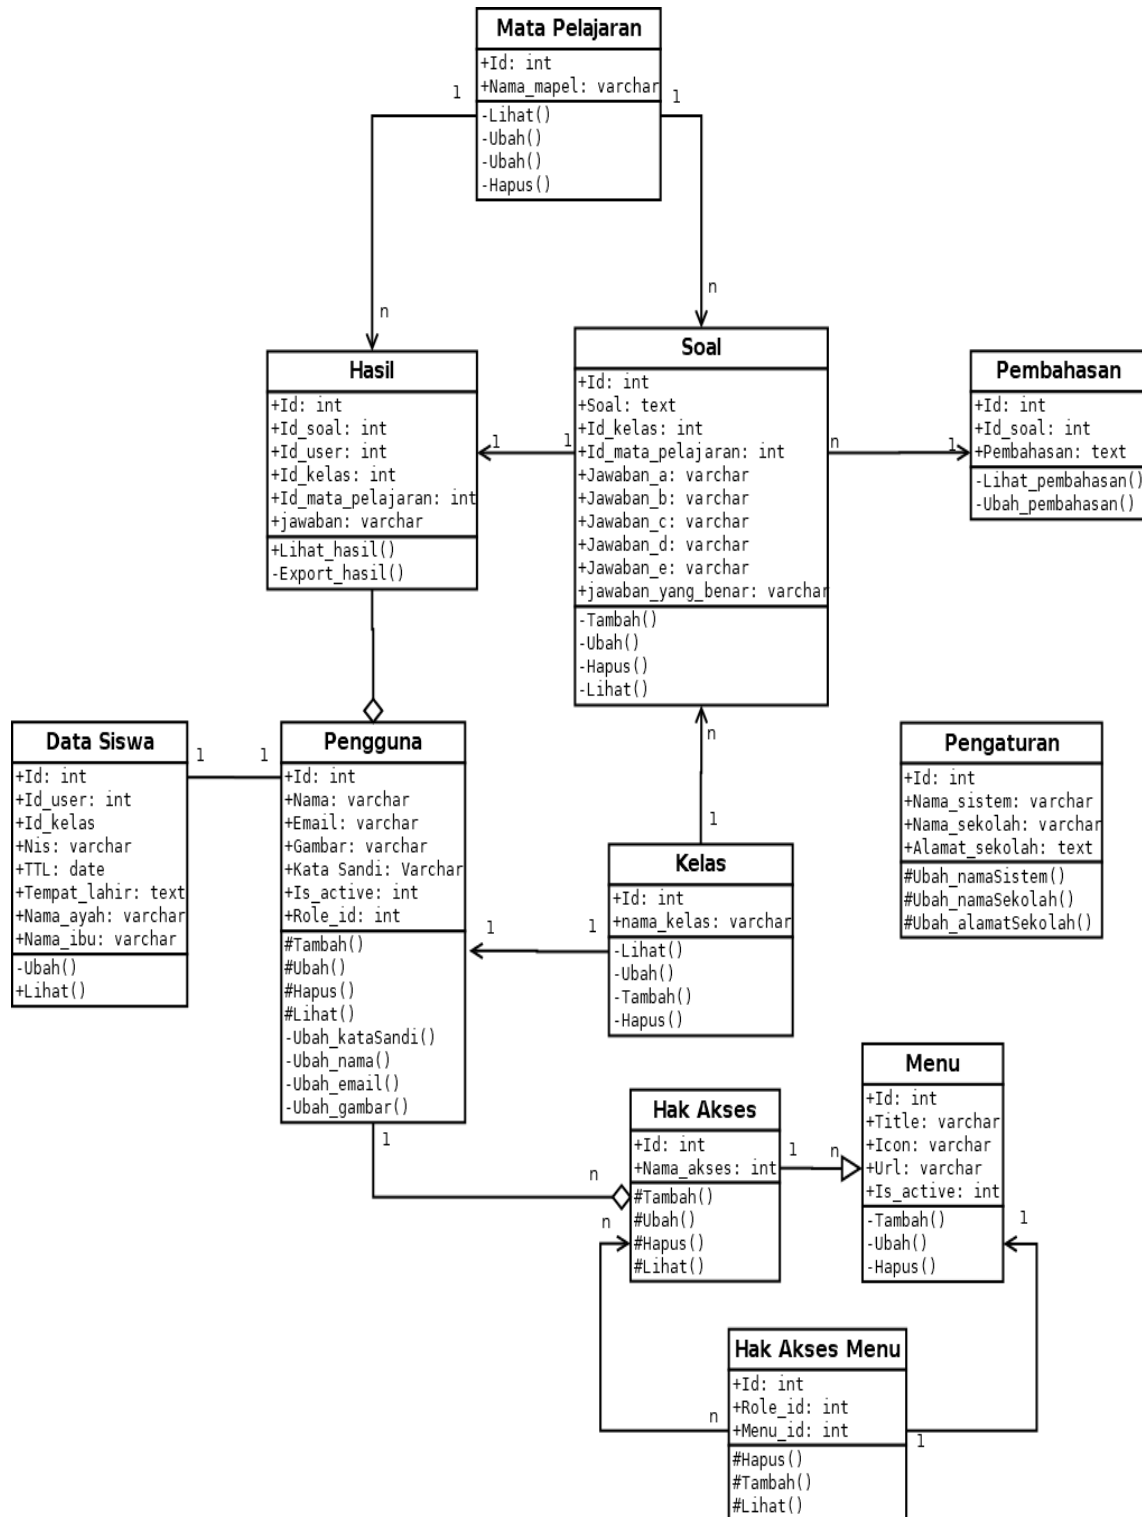 Mata Pelajaran
+Id: int
+Nama_mapel: varchar
-Lihat()
-Ubah()
-Ubah()
-Hapus()
1
1
n
n
Hasil
+Id: int
+Id_soal: int
+Id_user: int
+Id_kelas: int
+Id_mata_pelajaran: int
+jawaban: varchar
+Lihat_hasil()
-Export_hasil()
1
1
Soal
+Id: int
+Soal: text
+Id_kelas: int
+Id_mata_pelajaran: int
+Jawaban_a: varchar
+Jawaban_b: varchar
+Jawaban_c: varchar
+Jawaban_d: varchar
+Jawaban_e: varchar
+jawaban_yang_benar: varchar
-Tambah()
-Ubah()
-Hapus()
-Lihat()
n
1
Pembahasan
+Id: int
+Id_soal: int
+Pembahasan: text
-Lihat_pembahasan()
-Ubah_pembahasan()
Data Siswa
+Id: int
+Id_user: int
+Id_kelas
+Nis: varchar
+TTL: date
+Tempat_lahir: text
+Nama_ayah: varchar
+Nama_ibu: varchar
-Ubah()
+Lihat()
1
1
Pengguna
+Id: int
+Nama: varchar
+Email: varchar
+Gambar: varchar
+Kata Sandi: Varchar
+Is_active: int
+Role_id: int
#Tambah()
#Ubah()
#Hapus()
#Lihat()
-Ubah_kataSandi()
-Ubah_nama()
-Ubah_email()
-Ubah_gambar()
n
1
1
1
Kelas
+Id: int
+nama_kelas: varchar
-Lihat()
-Ubah()
-Tambah()
-Hapus()
Pengaturan
+Id: int
+Nama_sistem: varchar
+Nama_sekolah: varchar
+Alamat_sekolah: text
#Ubah_namaSistem()
#Ubah_namaSekolah()
#Ubah_alamatSekolah()
1
n
n
Hak Akses
+Id: int
+Nama_akses: int
#Tambah()
#Ubah()
#Hapus()
#Lihat()
1
n
Menu
+Id: int
+Title: varchar
+Icon: varchar
+Url: varchar
+Is_active: int
-Tambah()
-Ubah()
-Hapus()
1
n
1
Hak Akses Menu
+Id: int
+Role_id: int
+Menu_id: int
#Hapus()
#Tambah()
#Lihat()